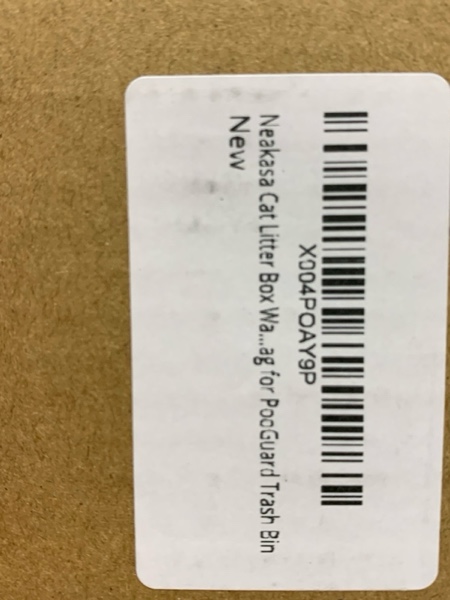 X004POAY9P
Neakasa Cat Litter Box Wa...ag for PooGuard Trash Bin
New